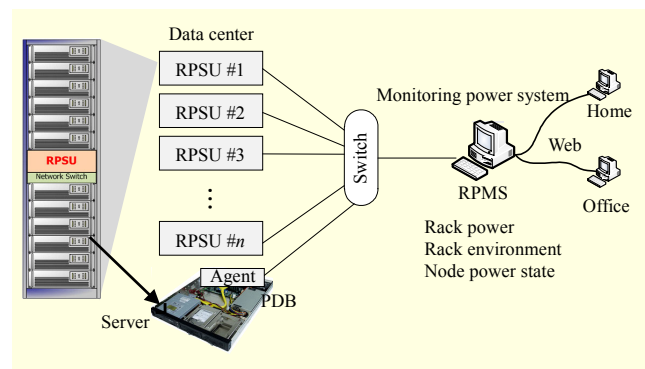 Data center
RPSU #1
RPSU #2
RPSU #3
⋮
RPSU #n
RPSU
Network Switch
Agent
PDB
Server
Switch
Monitoring power system
RPMS
Web
Home
Office
Rack power
Rack environment
Node power state